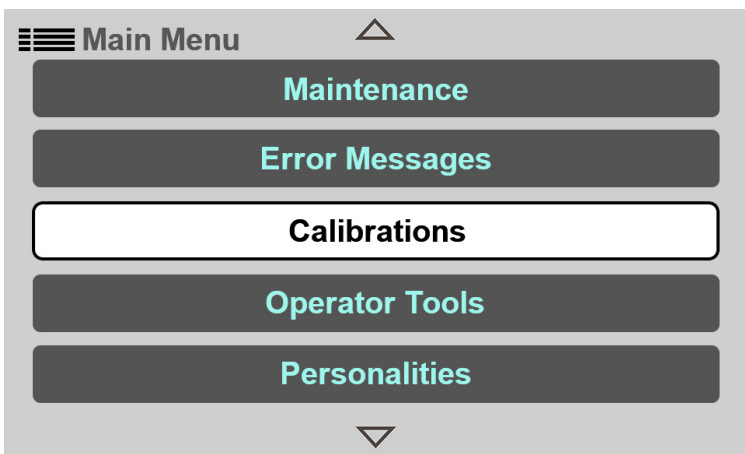 Main Menu
Maintenance
Error Messages
Calibrations
Operator Tools
Personalities